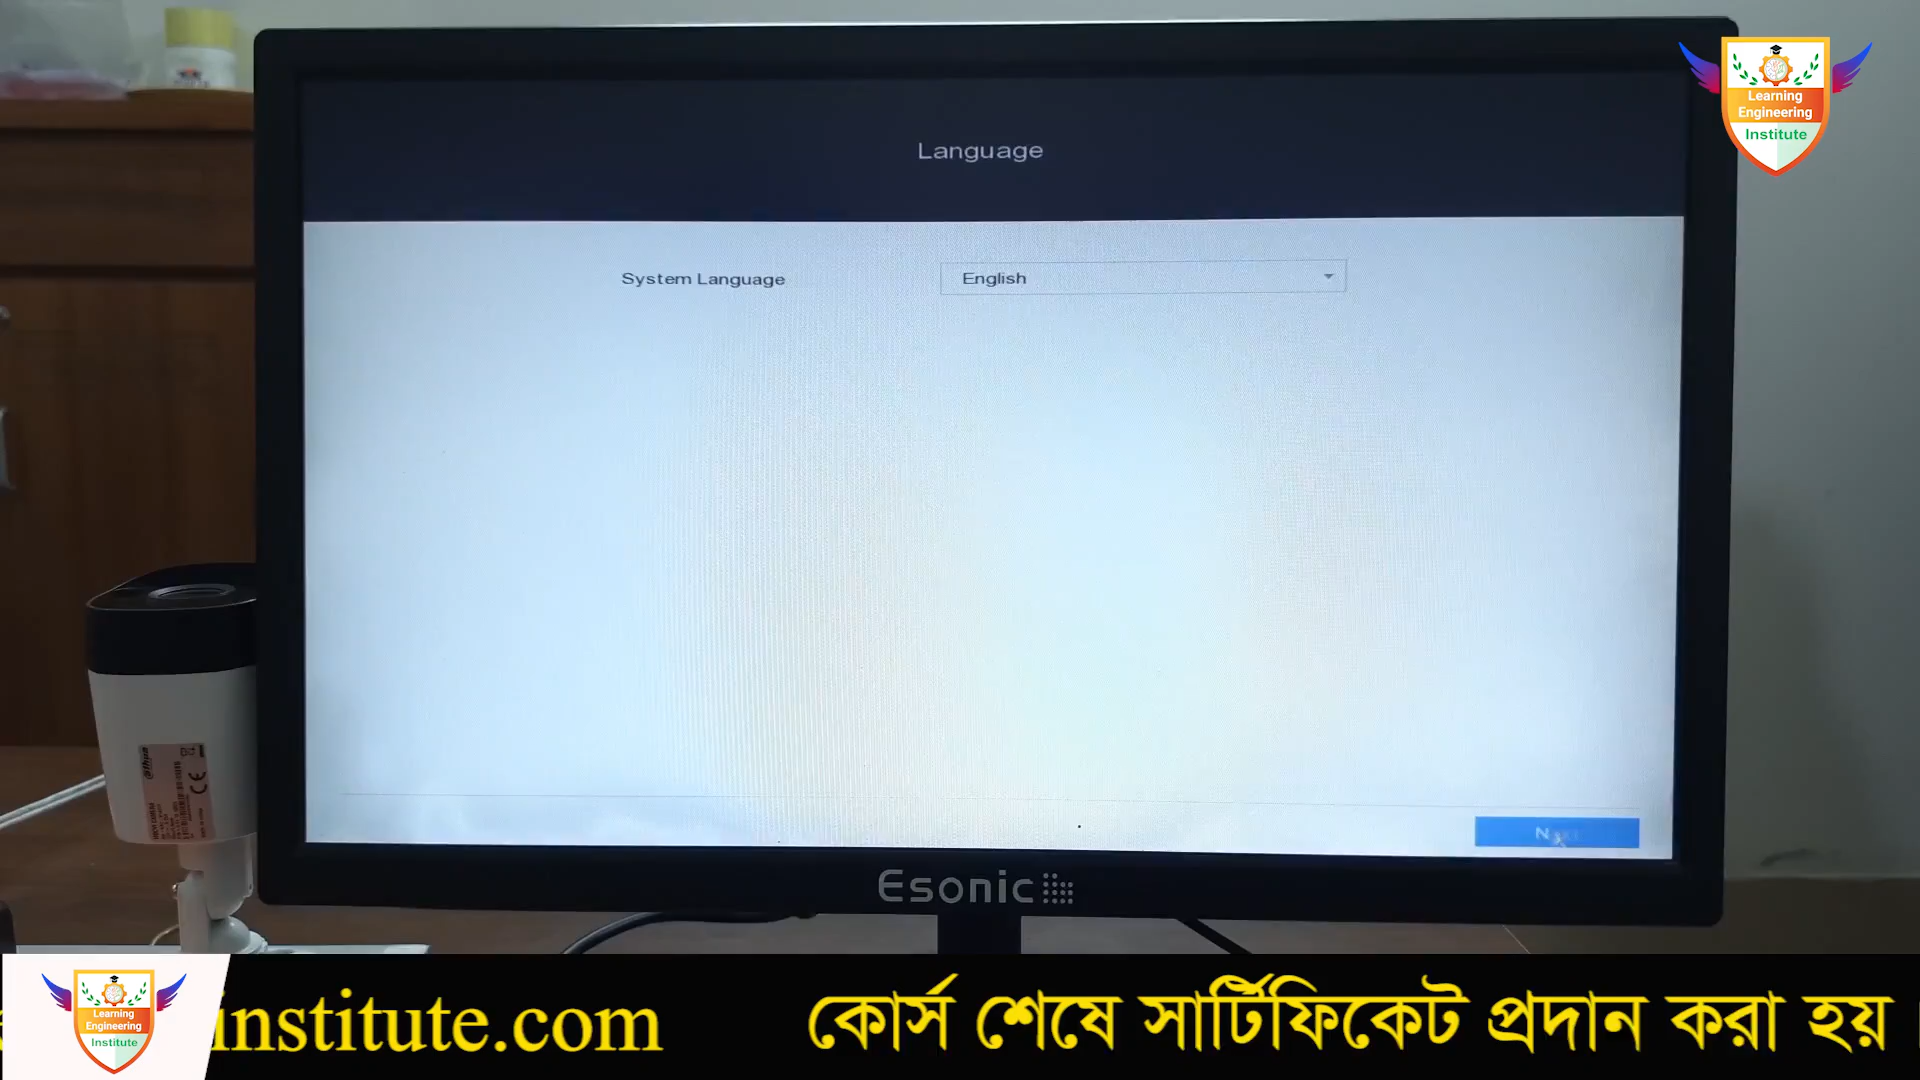 Language
Learning
Engineering
Institute
System Language
English
Esonic
Learning
Engineering
Institute
institute.com
কোর্স শেষে সার্টিফিকেট প্রদান করা হয়